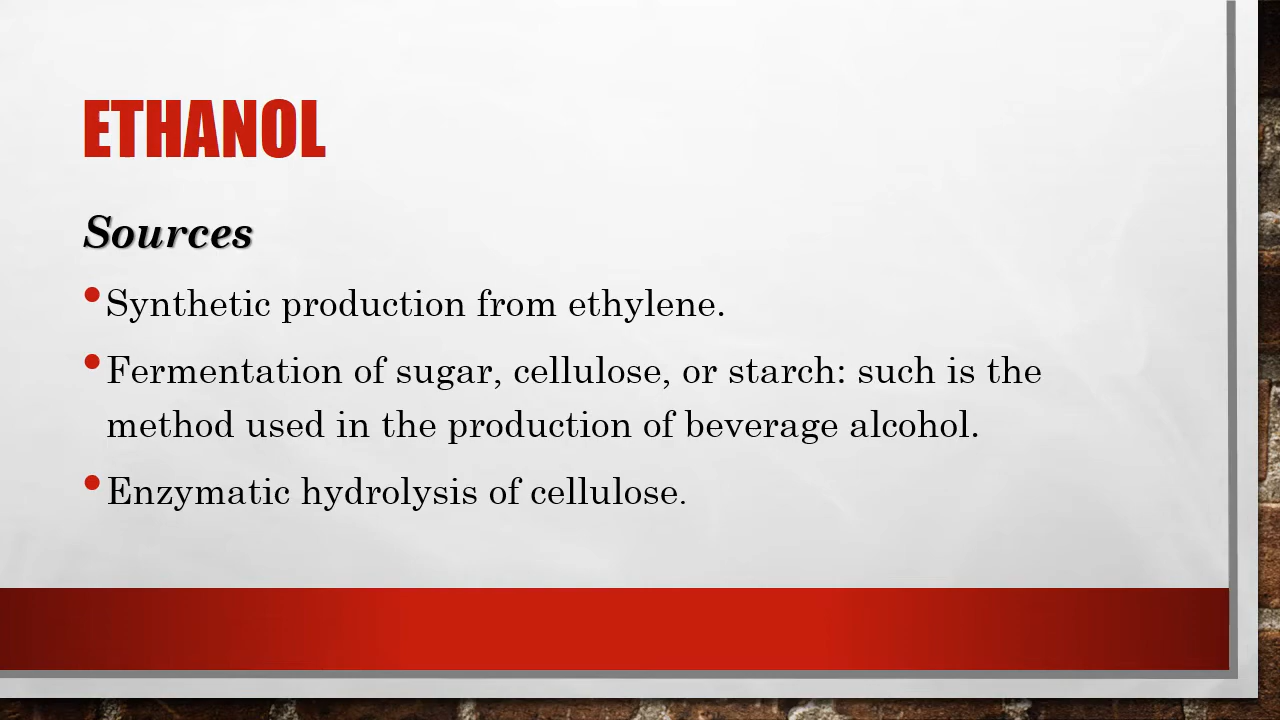 ETHANOL
Sources
•Synthetic production from ethylene.
•Fermentation of sugar, cellulose, or starch: such is the
method used in the production of beverage alcohol.
•Enzymatic hydrolysis of cellulose.